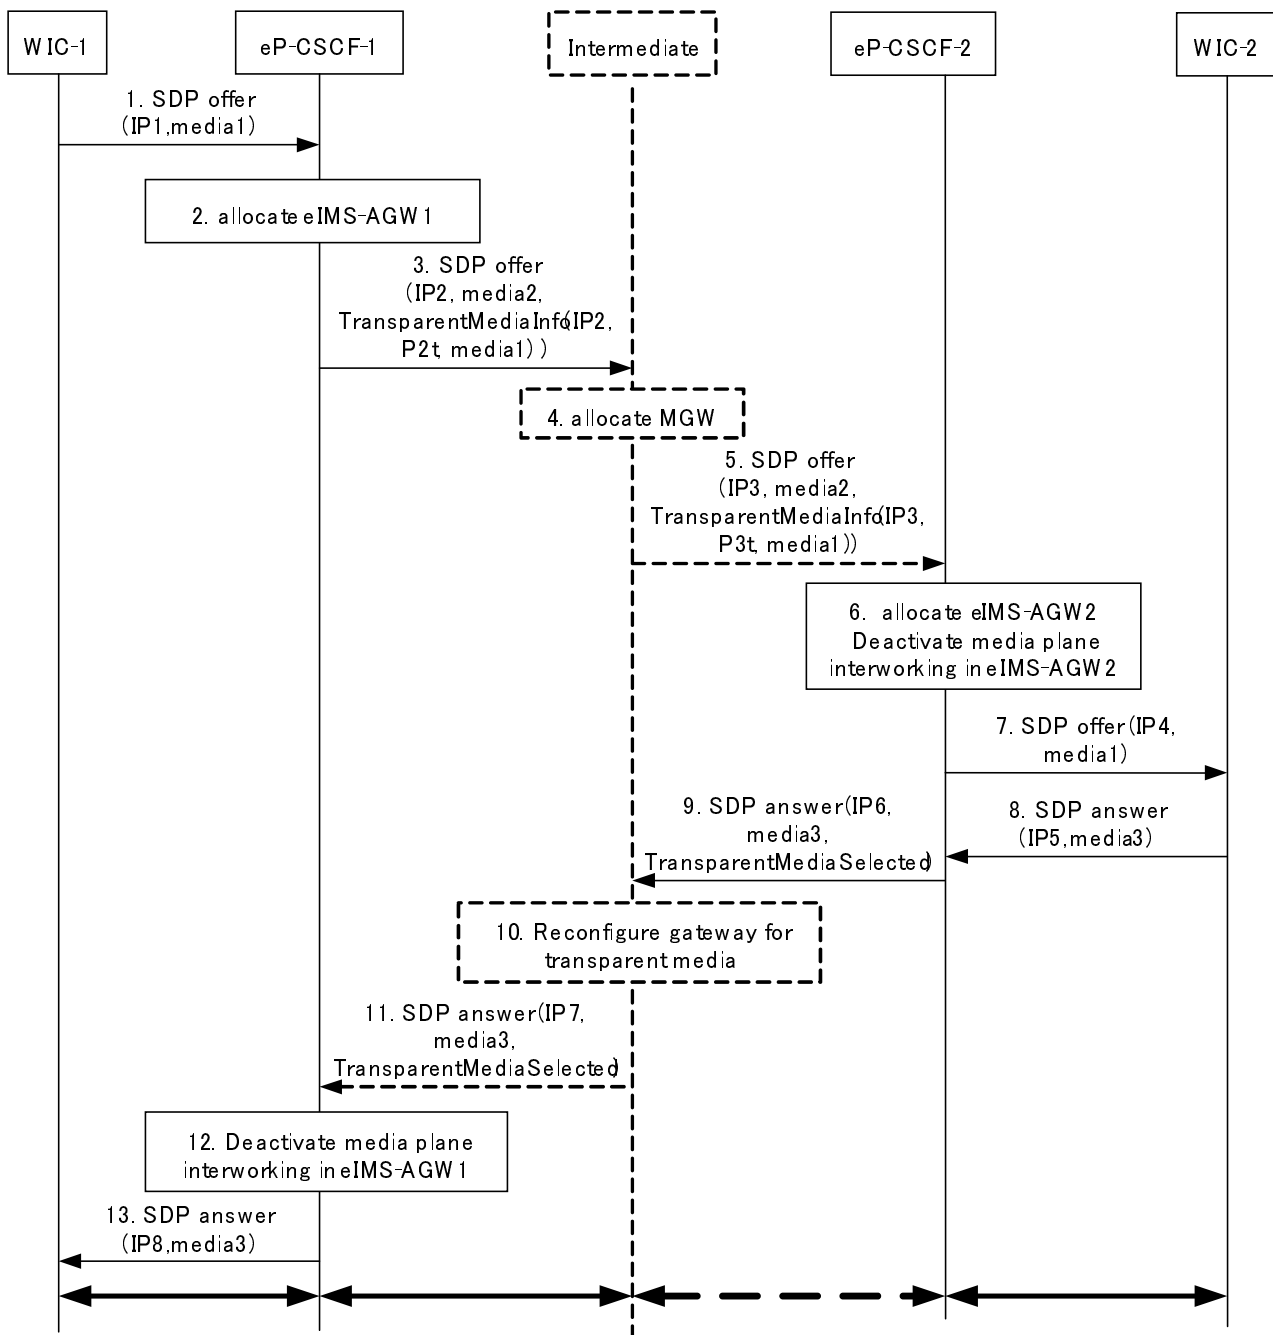 WIC-1
eP-CSCF-1
Intermediate
eP-CSCF-2
WIC-2
1. SDP offer
(IP1,media1)
2. allocate eIMS-AGW1
3. SDP offer
(IP2, media2,
TransparentMediaInfo(IP2,
P2t, media1))
4. allocate MGW
5. SDP offer
(IP3, media2,
TransparentMediaInfo(IP3,
P3t, media1))
6. allocate eIMS-AGW2
Deactivate media plane
interworking in eIMS-AGW2
7. SDP offer(IP4,
media1)
8. SDP answer
(IP5,media3)
9. SDP answer(IP6,
media3,
TransparentMediaSelected)
10. Reconfigure gateway for
transparent media
11. SDP answer(IP7,
media3,
TransparentMediaSelected)
12. Deactivate media plane
interworking in eIMS-AGW1
13. SDP answer
(IP8,media3)